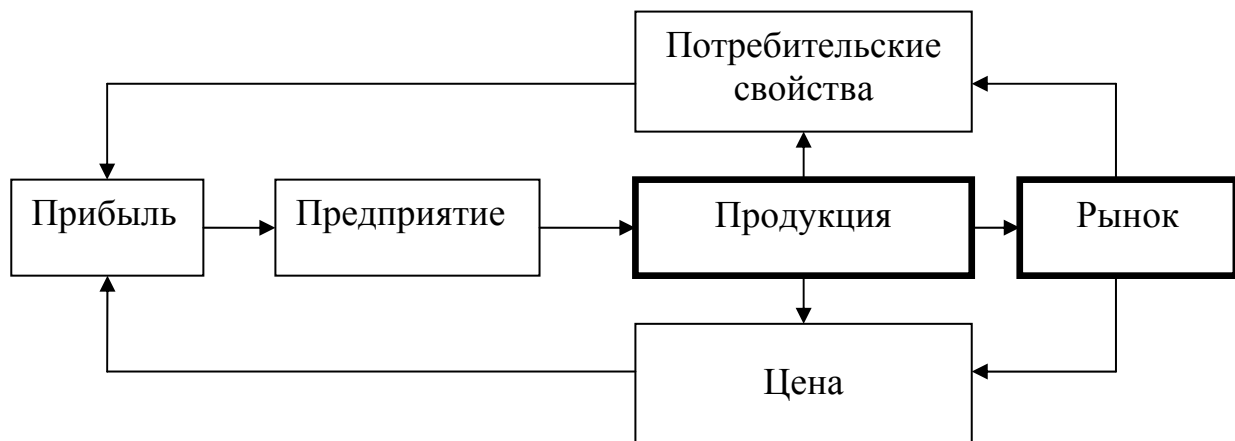 Потребительские
свойства
Прибыль
Предприятие
Продукция
Рынок
Цена